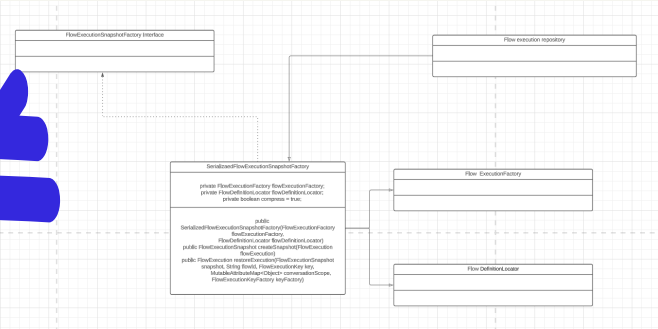 FlowExecutionSnapshotFactory Interface
Flow execution repository
SerializaedFlowExecutionSnapshotFactory
private FlowExecutionFactory flowExecutionFactory;
private FlowDefinitionLocator flowDefinitionLocator;
private boolean compress = true;
public
SerializedFlowExecutionSnapshotFactory(FlowExecutionFactory
flowExecutionFactory,
FlowDefinitionLocator flowDefinitionLocator)
public FlowExecutionSnapshot createSnapshot(FlowExecution
flowExecution)
public FlowExecution restoreExecution(FlowExecutionSnapshot
snapshot, String flowId, FlowExecutionKey key,
MutableAttributeMap<Object> conversationScope,
FlowExecutionKeyFactory keyFactory)
Flow ExecutionFactory
Flow DefinitionLocator